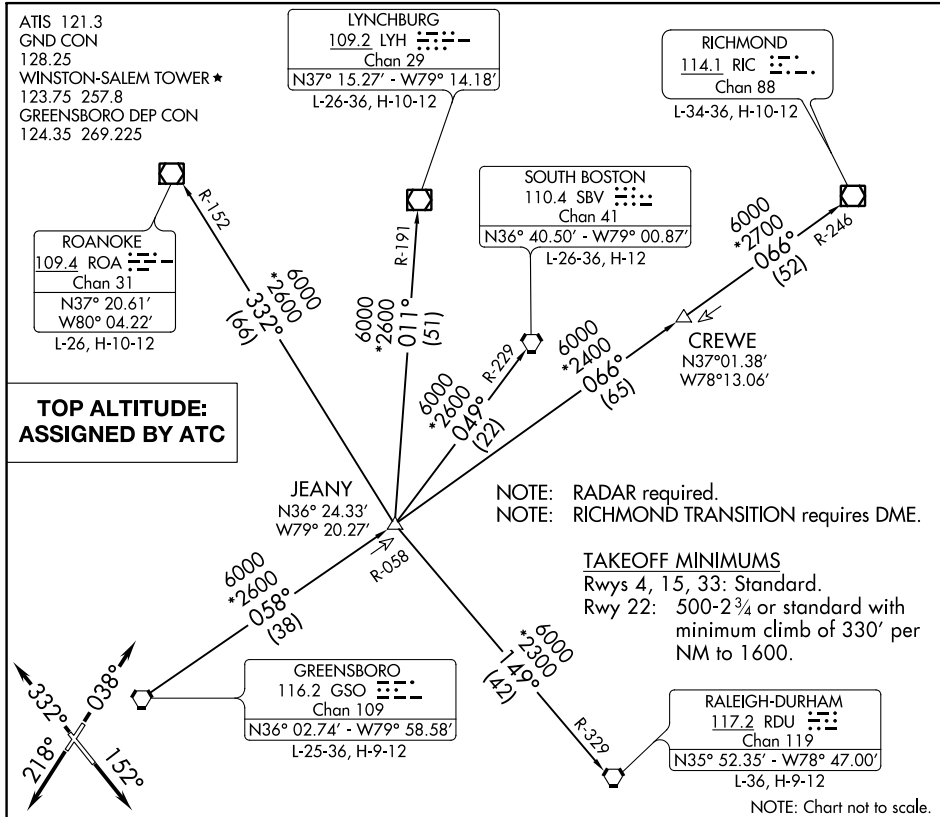 ATIS 121.3
GND CON
128.25
WINSTON-SALEM TOWER ★
123.75 257.8
GREENSBORO DEP CON
124.35 269.225
LYNCHBURG
109.2 LYH
Chan 29
N37° 15.27' - W79° 14.18'
L-26-36, H-10-12
RICHMOND
114.1 RIC
Chan 88
L-34-36, H-10-12
SOUTH BOSTON
110.4 SBV
Chan 41
N36° 40.50' - W79° 00.87'
L-26-36, H-12
ROANOKE
109.4 ROA
Chan 31
N37° 20.61'
W80° 04.22'
L-26, H-10-12
R-152
6000
*2600
332°
(66)
R-191
6000
*2600
011°
(51)
R-229
6000
*2600
049°
(22)
R-246
6000
*2700
066°
(52)
CREWE
N37°01.38'
W78°13.06'
6000
*2400
066°
(65)
TOP ALTITUDE:
ASSIGNED BY ATC
JEANY
N36° 24.33'
W79° 20.27'
R-058
6000
*2600
058°
(38)
NOTE: RADAR required.
NOTE: RICHMOND TRANSITION requires DME.
TAKEOFF MINIMUMS
Rwys 4, 15, 33: Standard.
Rwy 22: 500-2¾ or standard with
minimum climb of 330' per
NM to 1600.
6000
*2300
149°
(42)
R-329
332°
038°
218°
152°
GREENSBORO
116.2 GSO
Chan 109
N36° 02.74' - W79° 58.58'
L-25-36, H-9-12
RALEIGH-DURHAM
117.2 RDU
Chan 119
N35° 52.35' - W78° 47.00'
L-36, H-9-12
NOTE: Chart not to scale.